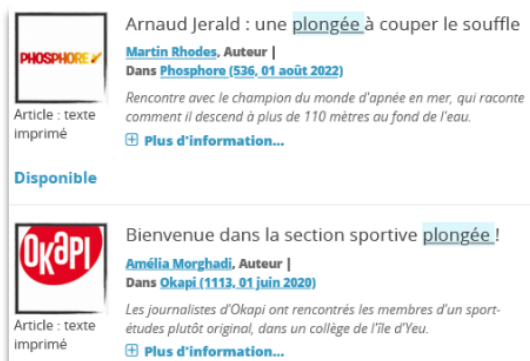 Arnaud Jerald : une plongée à couper le souffle
PHOSPHORE
Martin Rhodes, Auteur |
Dans Phosphore (536, 01 août 2022)
Rencontre avec le champion du monde d'apnée en mer, qui raconte
comment il descend à plus de 110 mètres au fond de l'eau.
Article : texte
imprimé
Plus d'information...
Disponible
Bienvenue dans la section sportive plongée !
OKaPI
Amélia Morghadi, Auteur |
Dans Okapi (1113, 01 juin 2020)
Les journalistes d'Okapi ont rencontrés les membres d'un sport-
études plutôt original, dans un collège de l'île d'Yeu.
Article : texte
imprimé
Plus d'information...